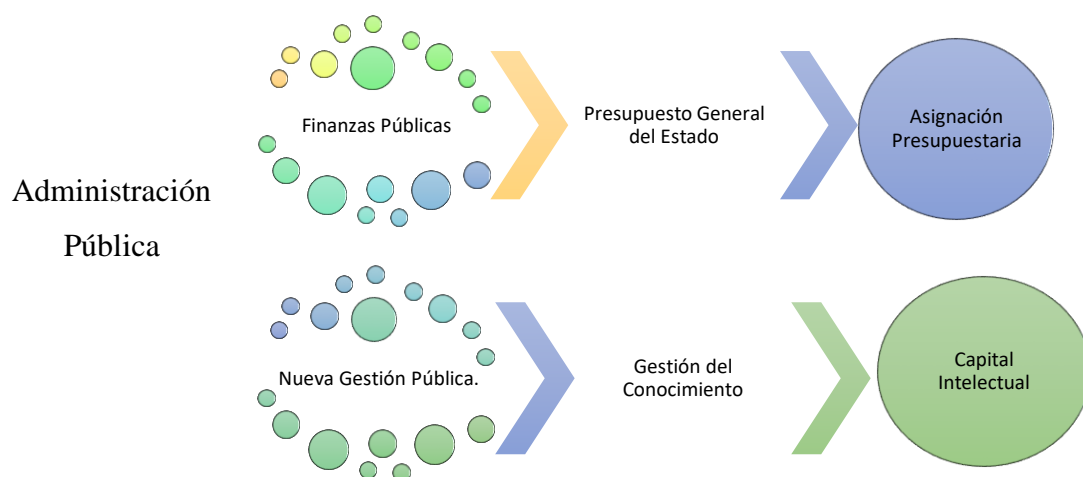 Administración
Pública
Finanzas Públicas
Presupuesto General
del Estado
Asignación
Presupuestaria
Nueva Gestión Pública.
Gestión del
Conocimiento
Capital
Intelectual